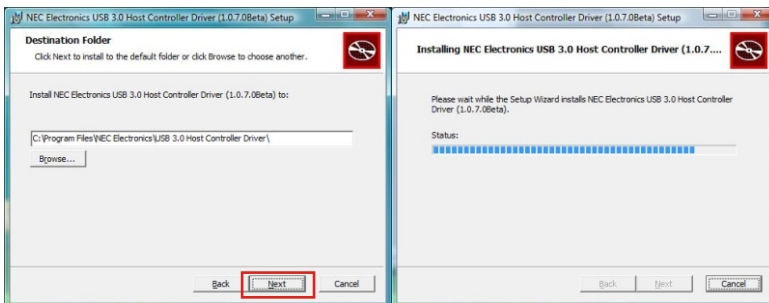 NEC Electronics USB 3.0 Host Controller Driver (1.0.7.0Beta) Setup
Destination Folder
Click Next to install to the default folder or click Browse to choose another.
Install NEC Electronics USB 3.0 Host Controller Driver (1.0.7.0Beta) to:
C:\Program Files\NEC Electronics\USB 3.0 Host Controller Driver\
Browse...
Back
Next
Cancel
NEC Electronics USB 3.0 Host Controller Driver (1.0.7.0Beta) Setup
Installing NEC Electronics USB 3.0 Host Controller Driver (1.0.7....
Please wait while the Setup Wizard installs NEC Electronics USB 3.0 Host Controller
Driver (1.0.7.0Beta).
Status:
Back
Next
Cancel